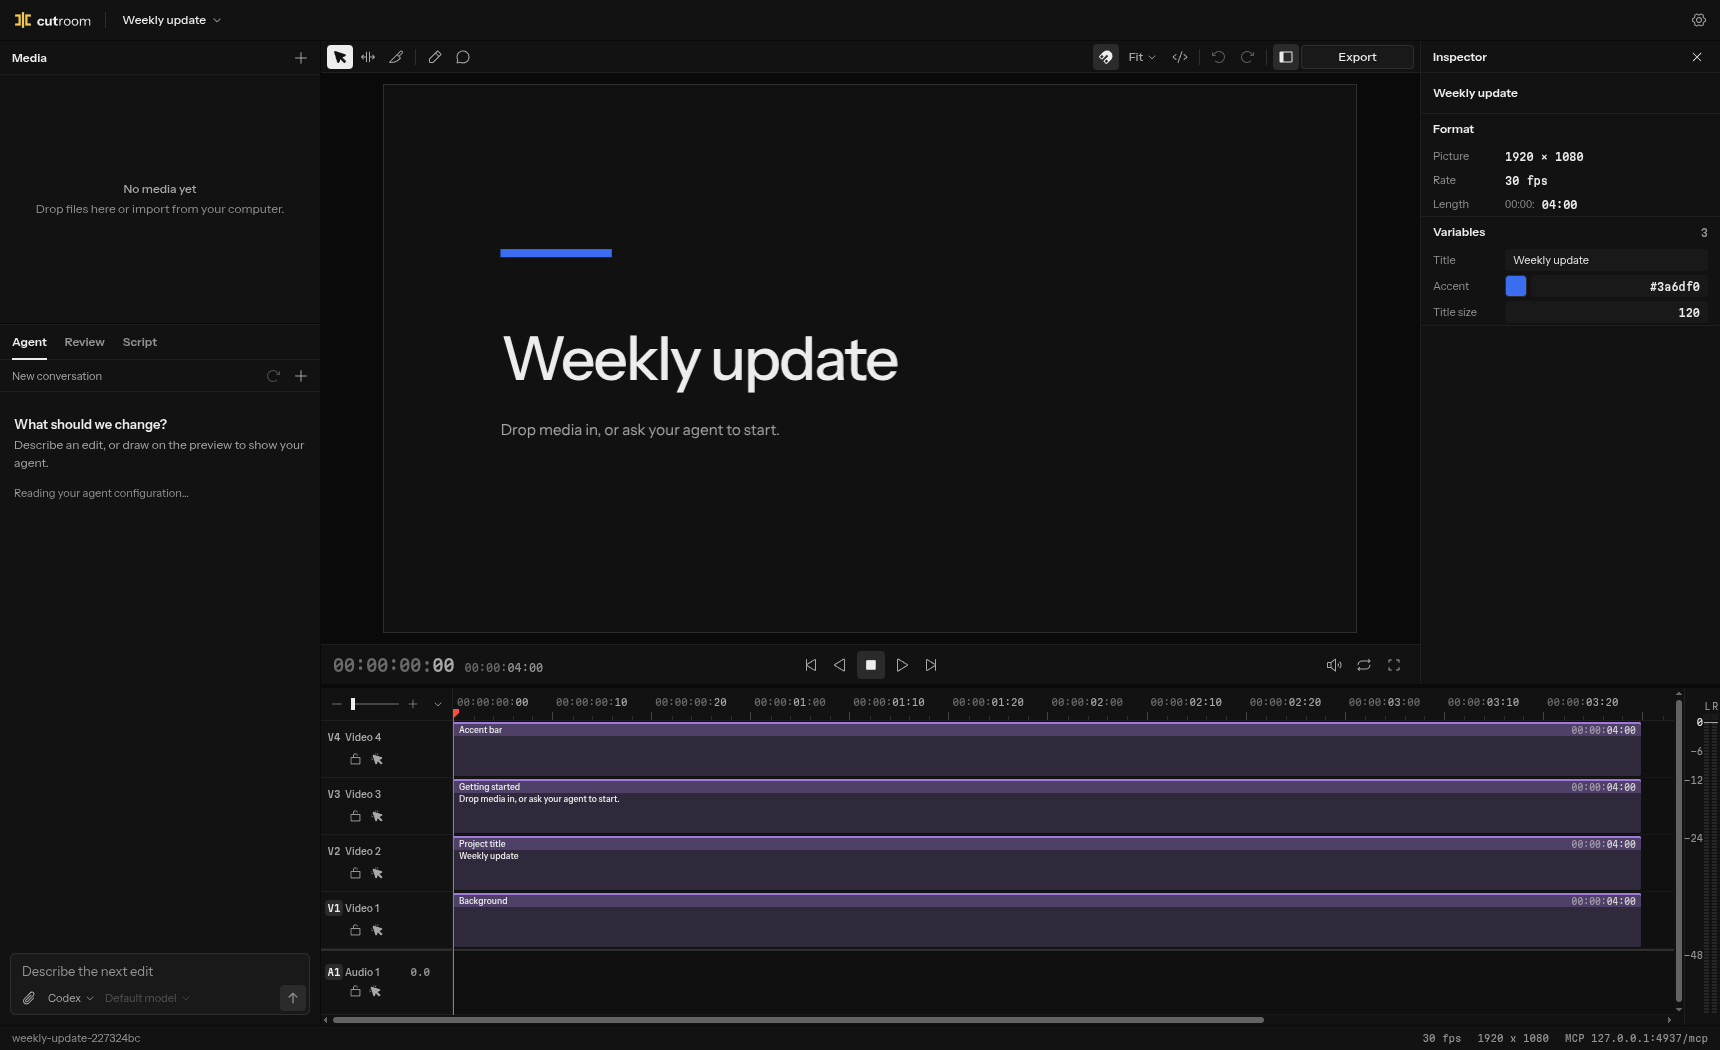 cutroom
Weekly update
Media
No media yet
Drop files here or import from your computer.
Agent
Review
Script
New conversation
What should we change?
Describe an edit, or draw on the preview to show your
agent.
Reading your agent configuration...
Describe the next edit
Codex
Default model
weekly-update-227324bc
Fit
Export
Weekly update
Drop media in, or ask your agent to start.
00:00:00:00
00:00:04:00
Inspector
Weekly update
Format
Picture 1920 × 1080
Rate 30 fps
Length 00:00:04:00
Variables 3
Title Weekly update
Accent #3a6df0
Title size 120
00:00:00:00 00:00:00:10 00:00:00:20 00:00:01:00 00:00:01:10 00:00:01:20 00:00:02:00 00:00:02:10 00:00:02:20 00:00:03:00 00:00:03:10 00:00:03:20
V4 Video 4
Accent bar 00:00:04:00
V3 Video 3
Getting started 00:00:04:00
Drop media in, or ask your agent to start.
V2 Video 2
Project title 00:00:04:00
Weekly update
V1 Video 1
Background 00:00:04:00
A1 Audio 1 0.0
L R
0
-6
-12
-24
-48
30 fps 1920 x 1080 MCP 127.0.0.1:4937/mcp